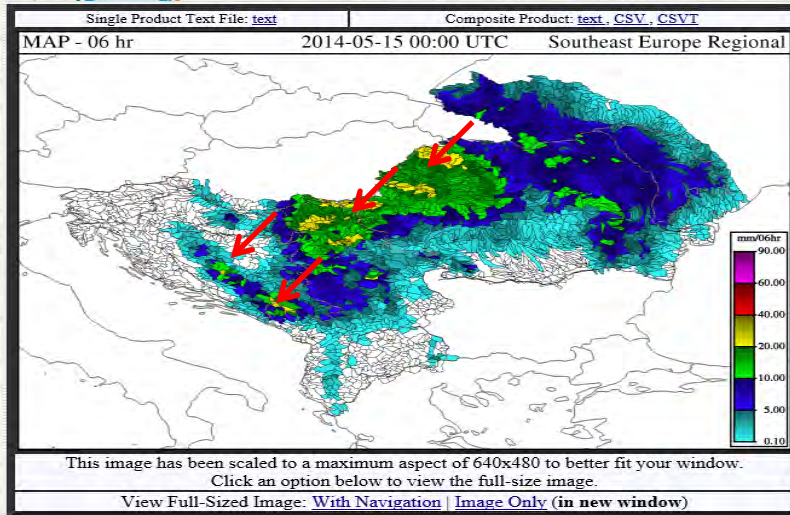 Single Product Text File: text
Composite Product: text , CSV , CSVT
MAP - 06 hr
2014-05-15 00:00 UTC
Southeast Europe Regional
mm/06hr
90.00
60.00
40.00
20.00
10.00
5.00
0.10
This image has been scaled to a maximum aspect of 640x480 to better fit your window.
Click an option below to view the full-size image.
View Full-Sized Image: With Navigation | Image Only (in new window)